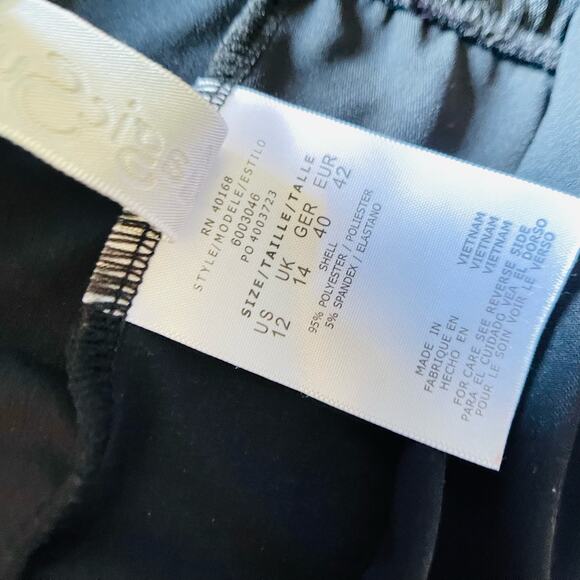 RN 40168
STYLE/MODELE/ESTILO
6003046
PO 4003723
SIZE/TAILLE/TALLE
US UK GER EUR
12 14 40 42
SHELL
95% POLYESTER / POLIESTER
5% SPANDEX / ELASTANO
MADE IN VIETNAM
FABRIQUE EN VIETNAM
HECHO EN VIETNAM
FOR CARE SEE REVERSE SIDE
PARA EL CUIDADO VEA EL DORSO
POUR LE SOIN VOIR LE VERSO